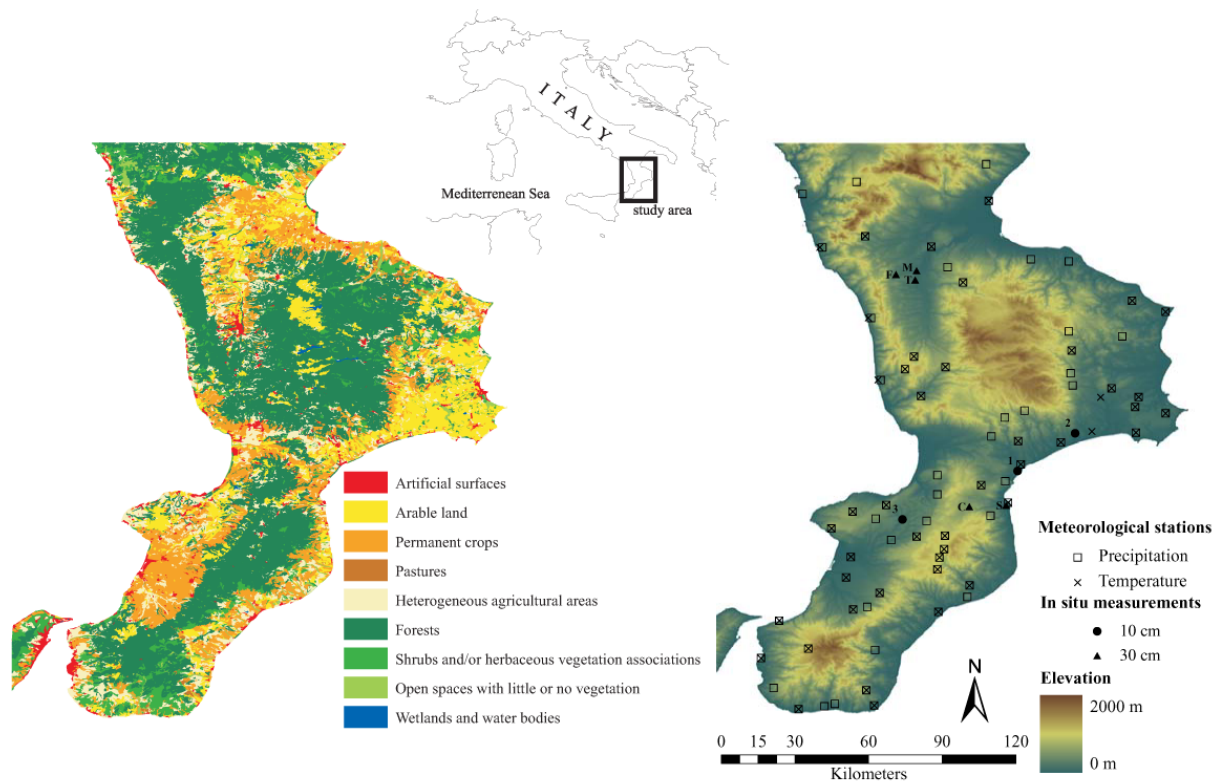 ITALY
Mediterranean Sea
study area
Artificial surfaces
Arable land
Permanent crops
Pastures
Heterogeneous agricultural areas
Forests
Shrubs and/or herbaceous vegetation associations
Open spaces with little or no vegetation
Wetlands and water bodies
M
F
T
2
1
C
S
3
Meteorological stations
Precipitation
Temperature
In situ measurements
10 cm
30 cm
N
Elevation
2000 m
0 m
0 15 30 60 90 120
Kilometers